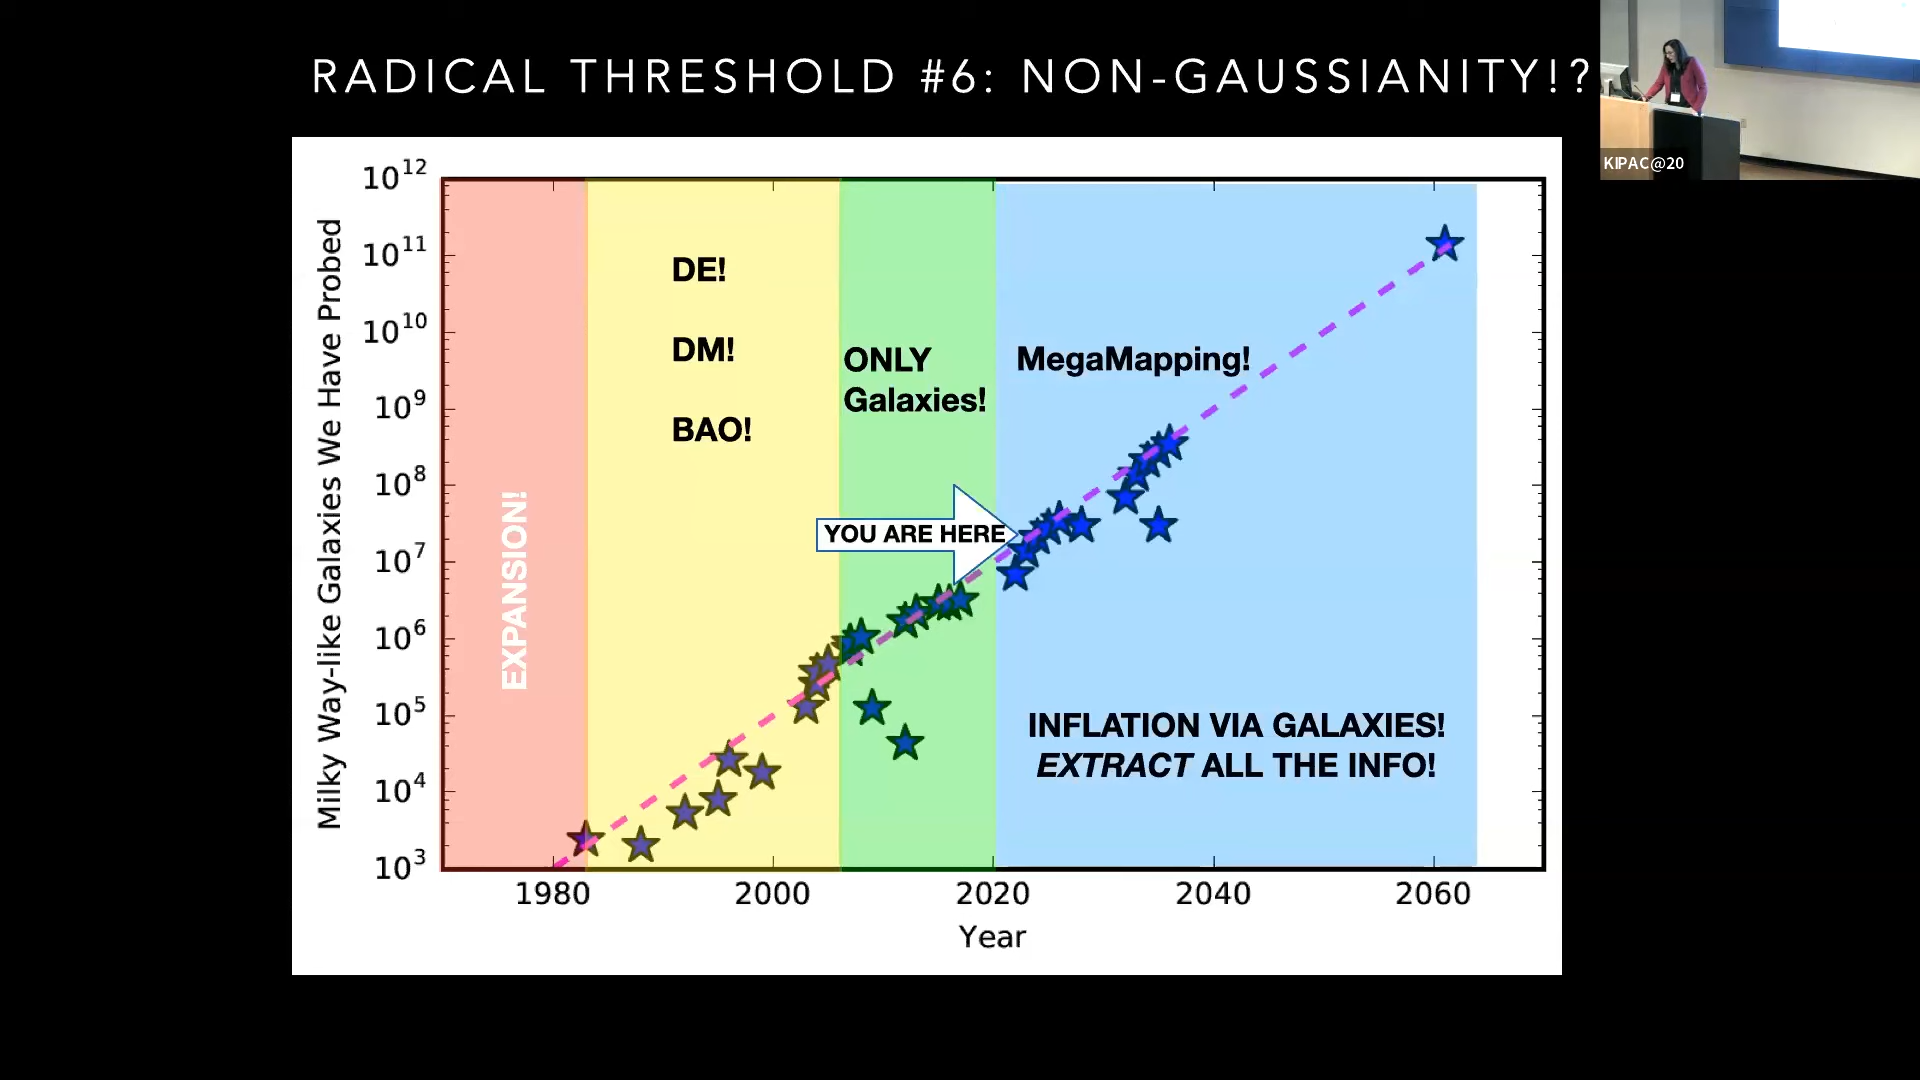 RADICAL THRESHOLD #6: NON-GAUSSIANITY!?
KIPAC@20
Milky Way-like Galaxies We Have Probed
10^12
10^11
10^10
10^9
10^8
10^7
10^6
10^5
10^4
10^3
EXPANSION!
DE!
DM!
BAO!
ONLY
Galaxies!
MegaMapping!
YOU ARE HERE
INFLATION VIA GALAXIES!
EXTRACT ALL THE INFO!
1980
2000
2020
2040
2060
Year